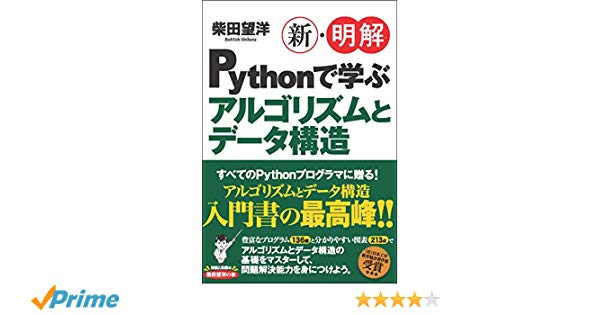 柴田望洋
BohYoh Shibata
新・明解
Pythonで学ぶ
アルゴリズムと
データ構造
すべてのPythonプログラマに贈る！
アルゴリズムとデータ構造
入門書の最高峰!!
豊富なプログラム136編と分かりやすい図表213点で
アルゴリズムとデータ構造の
基礎をマスターして、
問題解決能力を身につけよう。
受賞
Prime